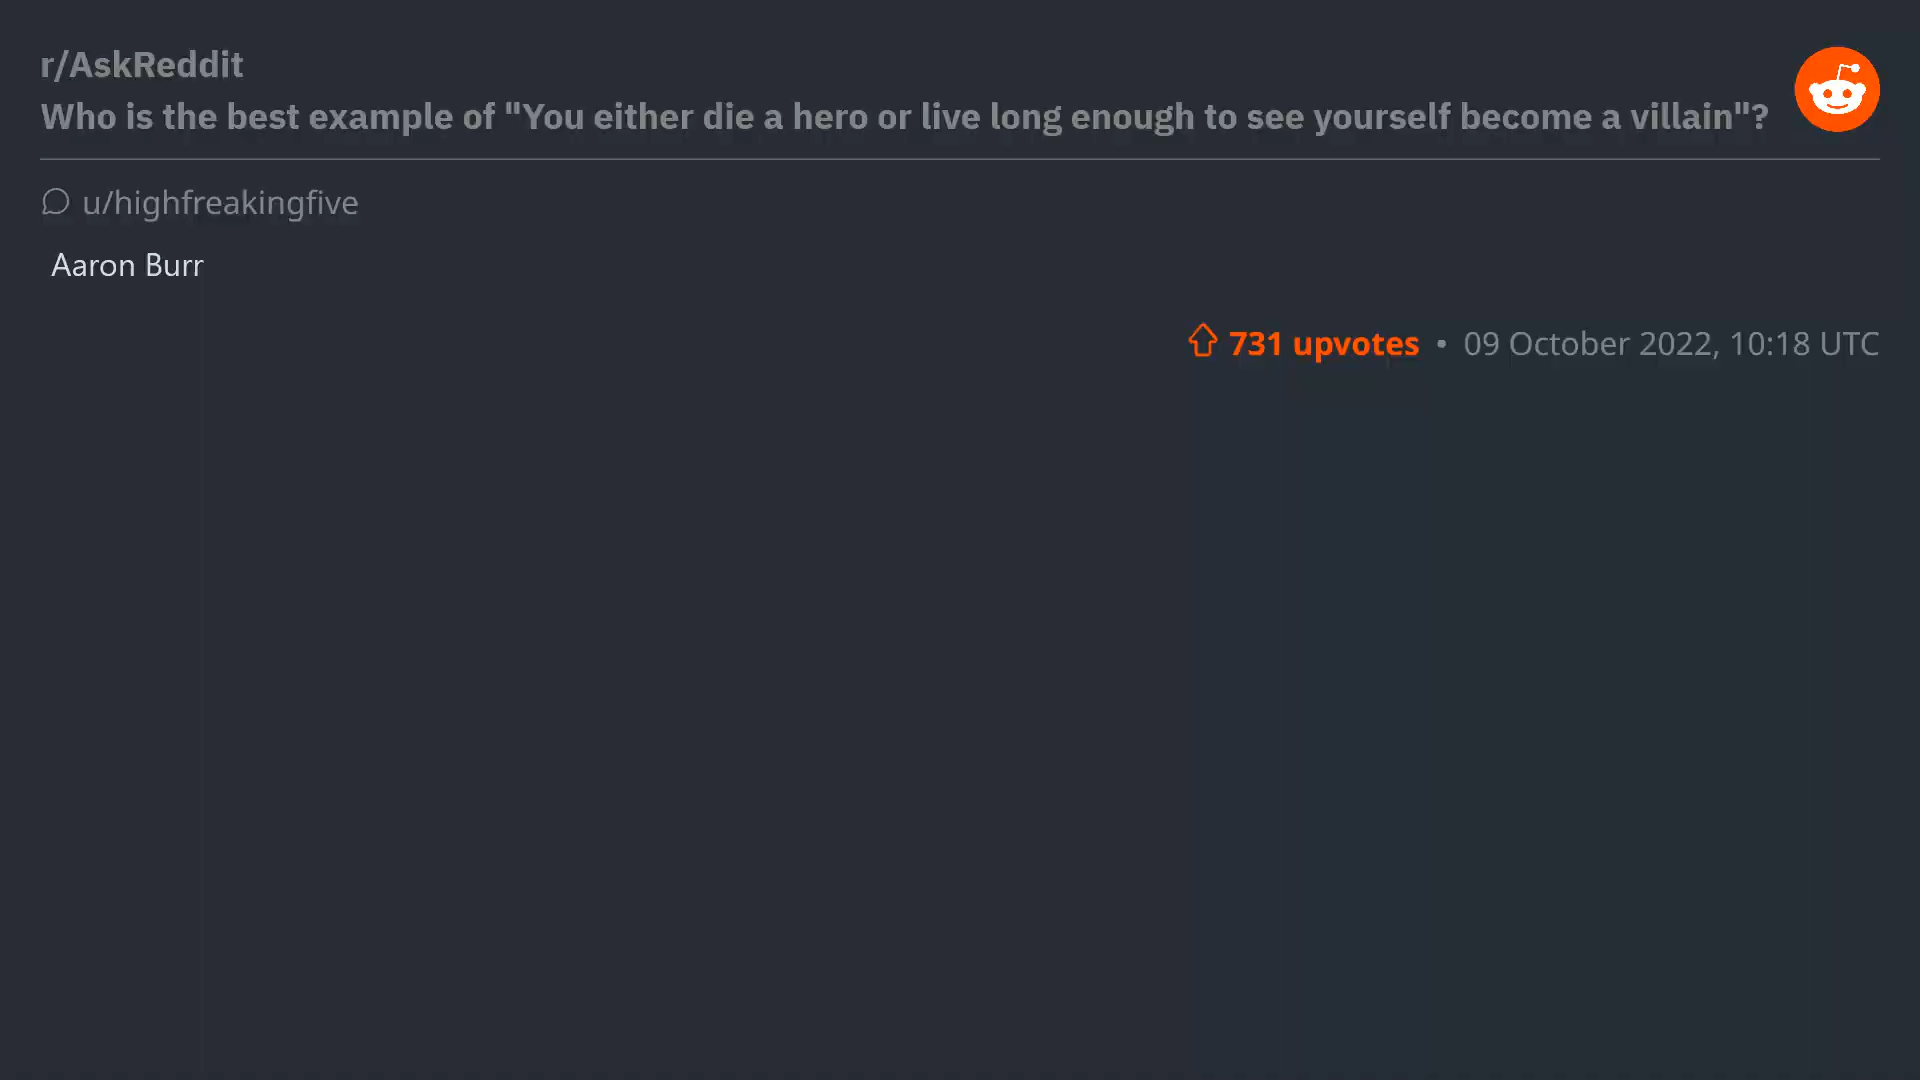 r/AskReddit
Who is the best example of "You either die a hero or live long enough to see yourself become a villain"?
u/highfreakingfive
Aaron Burr
731 upvotes • 09 October 2022, 10:18 UTC